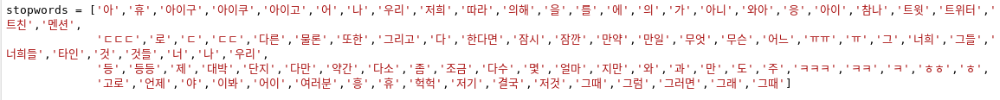 stopwords = ['아','휴','아이구','아이쿠','아이고','어','나','우리','저희','따라','의해','을','를','에','의','가','아니','와아','응','아이','참나','트윗','트위터','
트친','멘션',
'ㄷㄷㄷ','로','ㄷ','ㄷㄷ','다른','물론','또한','그리고','다','한다면','잠시','잠깐','만약','만일','무엇','무슨','어느','ㅠㅠ','ㅠ','그','너희','그들','
너희들','타인','것','것들','너','나','우리',
'등','등등','제','대박','단지','다만','약간','다소','좀','조금','다수','몇','얼마','지만','와','과','만','도','주','ㅋㅋㅋ','ㅋㅋ','ㅋ','ㅎㅎ','ㅎ',
'고로','언제','야','이봐','어이','여러분','흥','휴','헉헉','저기','결국','저것','그때','그럼','그러면','그래','그때']